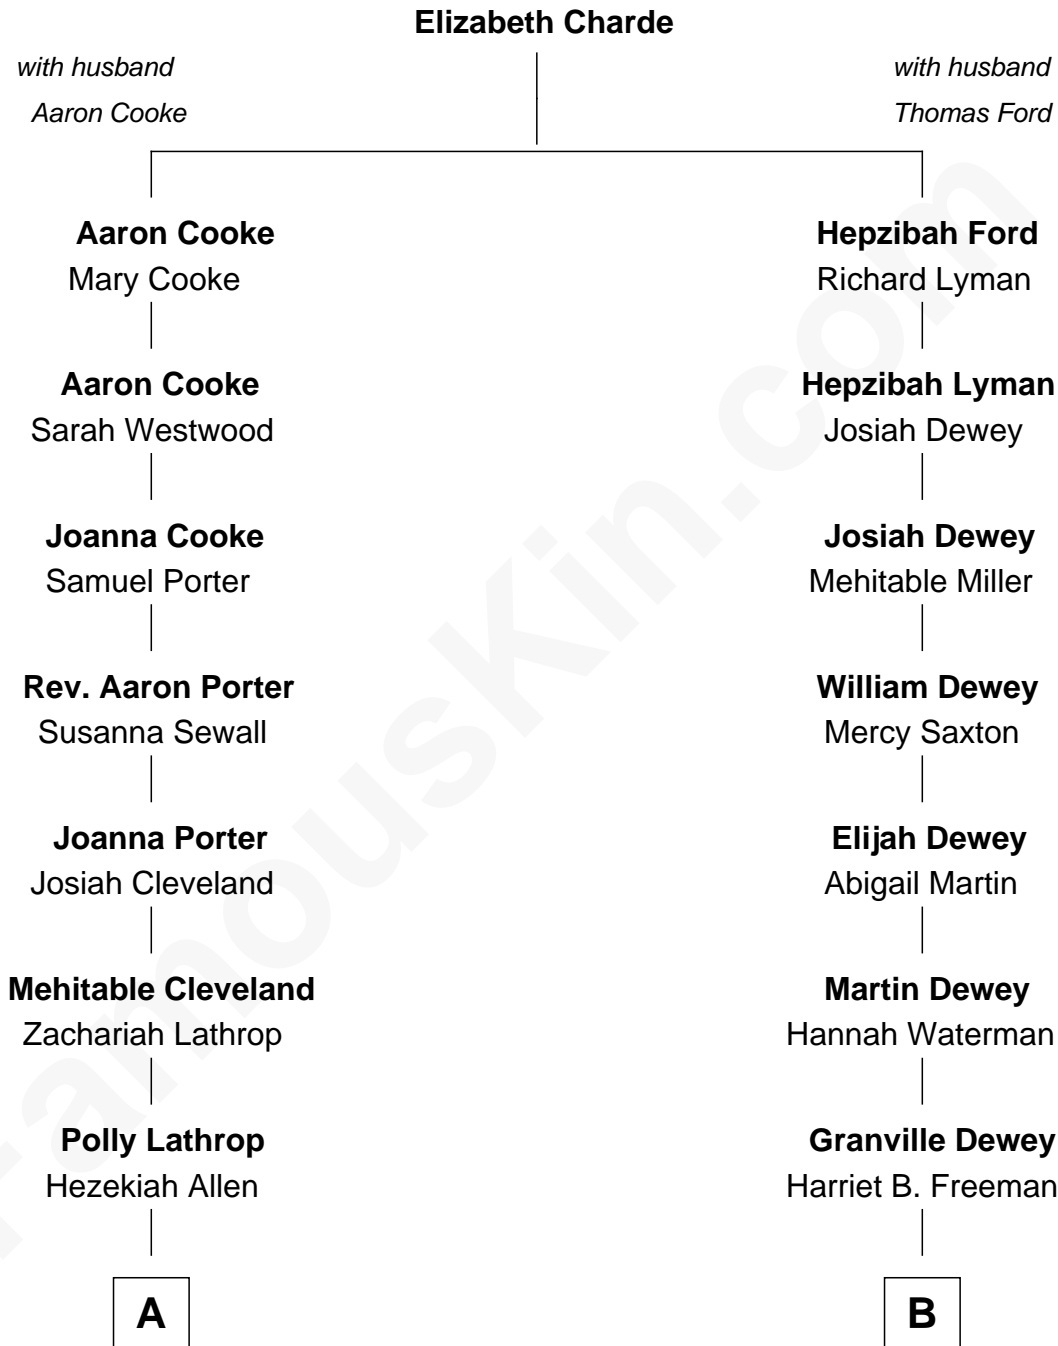 Elizabeth Charde
with husband
Aaron Cooke
with husband
Thomas Ford
Aaron Cooke
Mary Cooke
Hepzibah Ford
Richard Lyman
Aaron Cooke
Sarah Westwood
Hepzibah Lyman
Josiah Dewey
Joanna Cooke
Samuel Porter
Josiah Dewey
Mehitable Miller
Rev. Aaron Porter
Susanna Sewall
William Dewey
Mercy Saxton
Joanna Porter
Josiah Cleveland
Elijah Dewey
Abigail Martin
Mehitable Cleveland
Zachariah Lathrop
Martin Dewey
Hannah Waterman
Polly Lathrop
Hezekiah Allen
Granville Dewey
Harriet B. Freeman
A
B
FamousKin.com